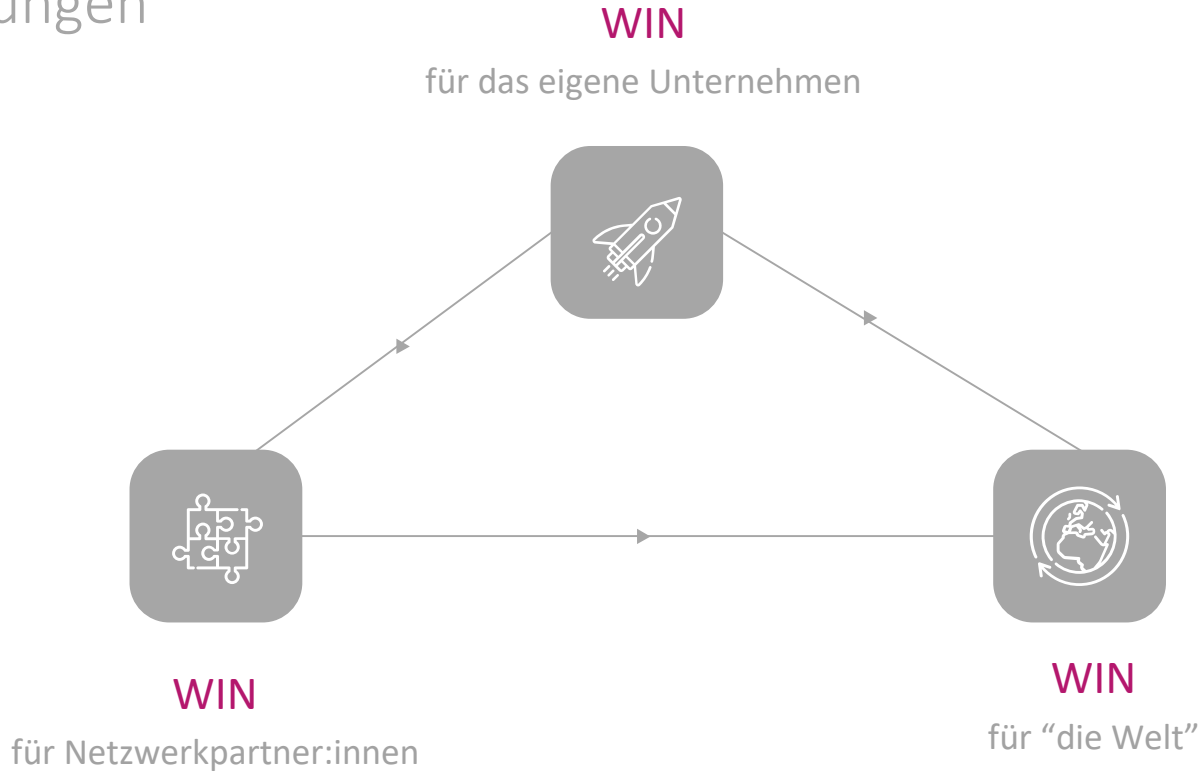 ungen
WIN
für das eigene Unternehmen
WIN
für Netzwerkpartner:innen
WIN
für “die Welt”